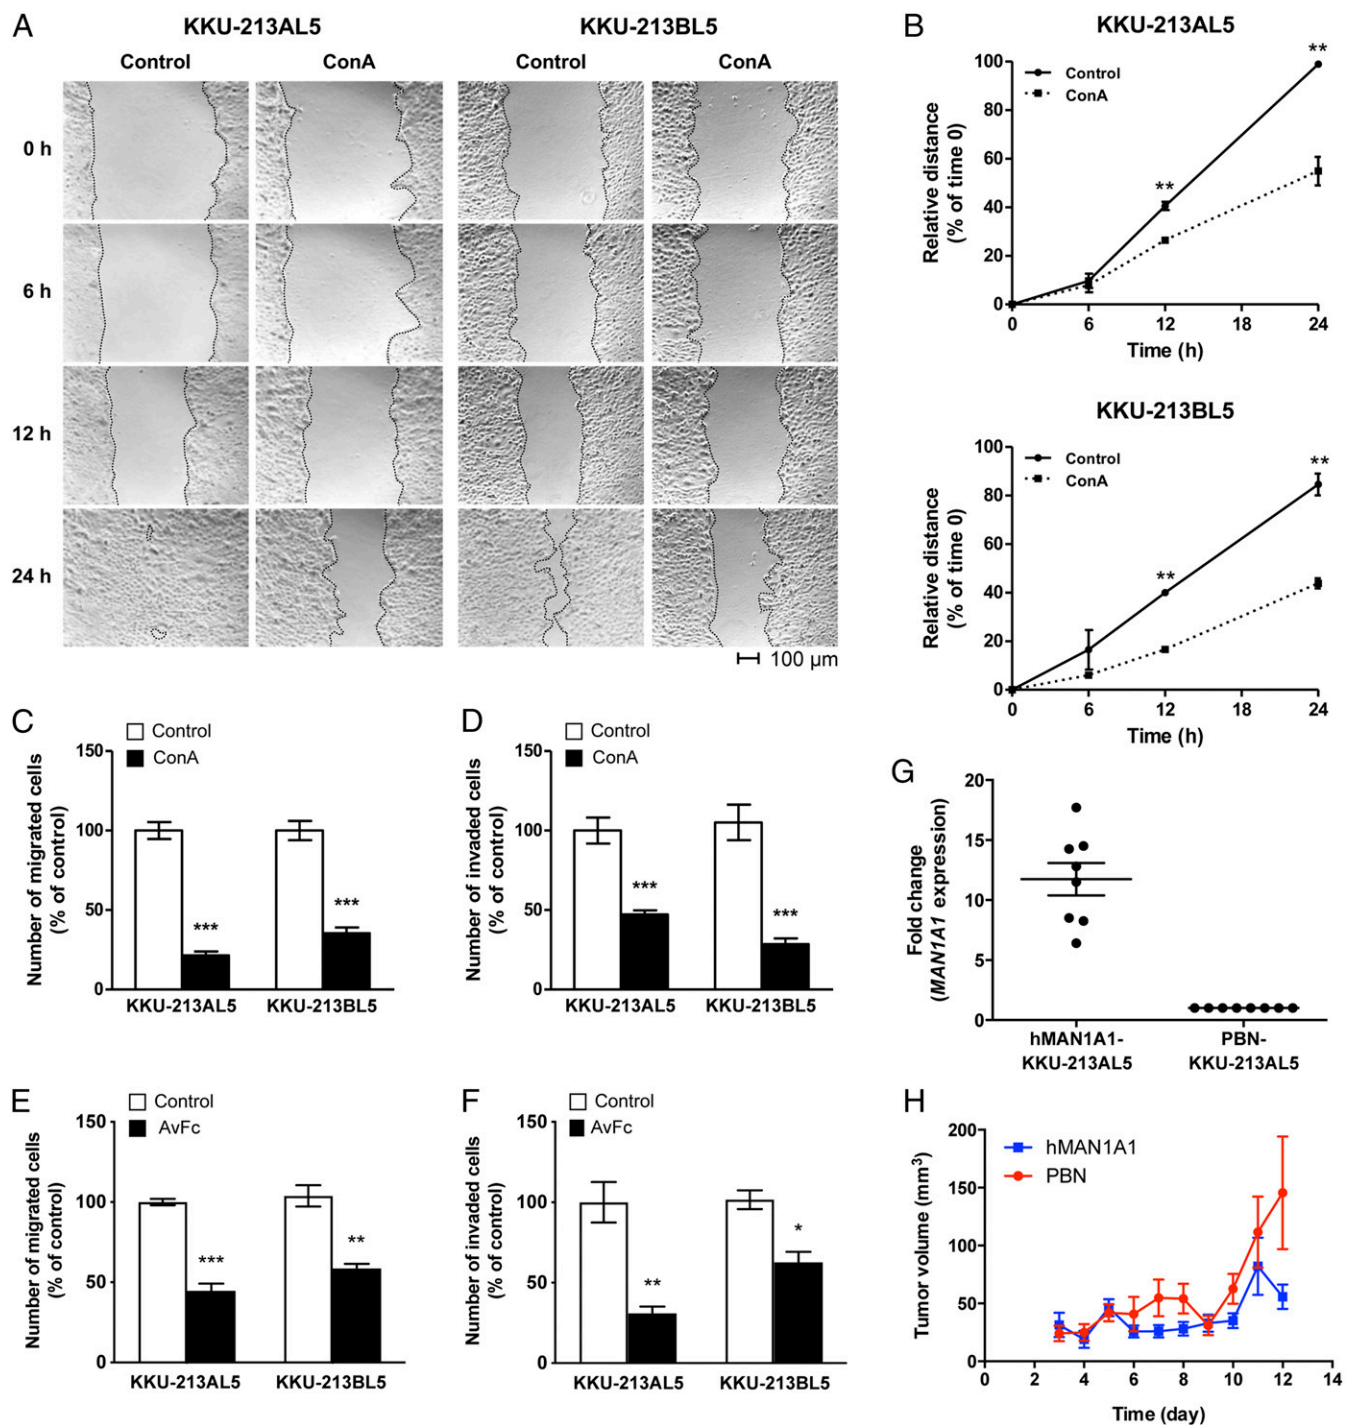 A
KKU-213AL5
KKU-213BL5
Control
ConA
Control
ConA
0 h
6 h
12 h
24 h
100 µm
B
KKU-213AL5
Relative distance
(% of time 0)
100
80
60
40
20
0
Control
ConA
**
**
0
6
12
18
24
Time (h)
KKU-213BL5
Relative distance
(% of time 0)
100
80
60
40
20
0
Control
ConA
**
**
0
6
12
18
24
Time (h)
C
Control
ConA
Number of migrated cells
(% of control)
150
100
50
0
***
***
KKU-213AL5
KKU-213BL5
D
Control
ConA
Number of invaded cells
(% of control)
150
100
50
0
***
***
KKU-213AL5
KKU-213BL5
G
Fold change
(MAN1A1 expression)
20
15
10
5
0
hMAN1A1-
KKU-213AL5
PBN-
KKU-213AL5
E
Control
AvFc
Number of migrated cells
(% of control)
150
100
50
0
***
**
KKU-213AL5
KKU-213BL5
F
Control
AvFc
Number of invaded cells
(% of control)
150
100
50
0
**
*
KKU-213AL5
KKU-213BL5
H
hMAN1A1
PBN
Tumor volume (mm³)
200
150
100
50
0
0
2
4
6
8
10
12
14
Time (day)